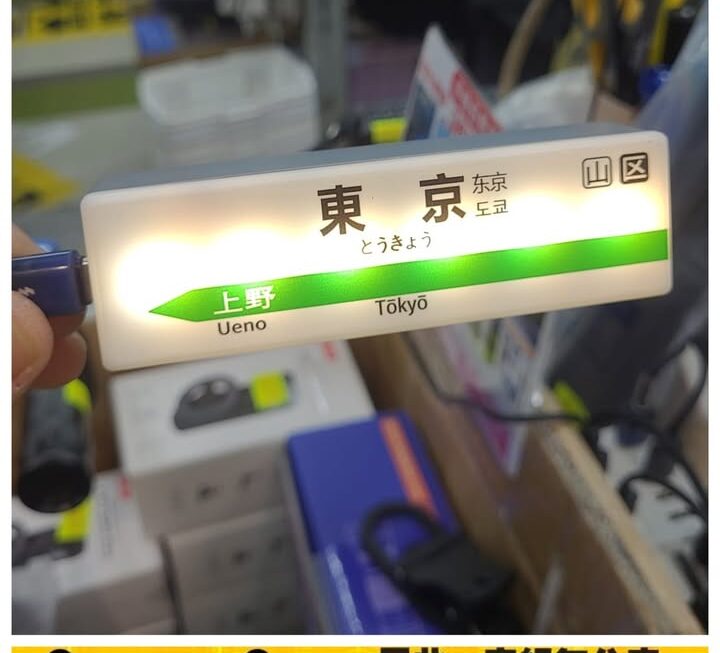 東 京
东京
도쿄
山 区
とうきょう
上野
Ueno
Tōkyō